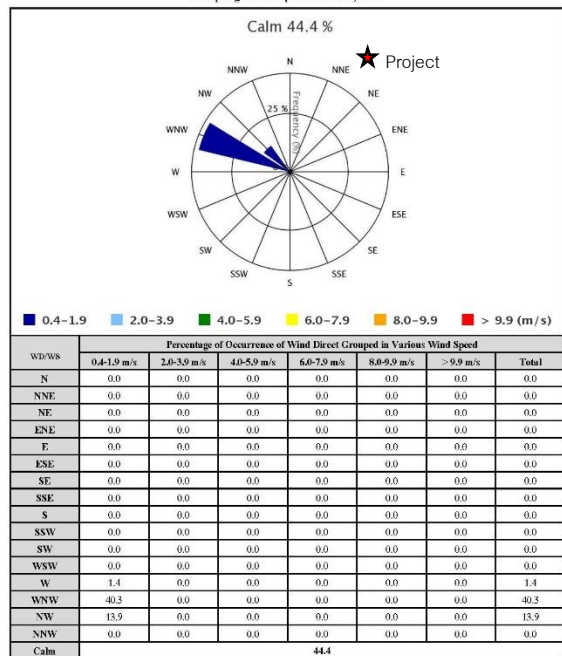 Calm 44.4 %
Project
N
NNW
NNE
NW
NE
25 %
Frequency (%)
WNW
ENE
W
E
WSW
ESE
SW
SE
SSW
SSE
S
0.4-1.9 2.0-3.9 4.0-5.9 6.0-7.9 8.0-9.9 > 9.9 (m/s)
WD/WS Percentage of Occurrence of Wind Direct Grouped in Various Wind Speed
0.4-1.9 m/s 2.0-3.9 m/s 4.0-5.9 m/s 6.0-7.9 m/s 8.0-9.9 m/s >9.9 m/s Total
N 0.0 0.0 0.0 0.0 0.0 0.0 0.0
NNE 0.0 0.0 0.0 0.0 0.0 0.0 0.0
NE 0.0 0.0 0.0 0.0 0.0 0.0 0.0
ENE 0.0 0.0 0.0 0.0 0.0 0.0 0.0
E 0.0 0.0 0.0 0.0 0.0 0.0 0.0
ESE 0.0 0.0 0.0 0.0 0.0 0.0 0.0
SE 0.0 0.0 0.0 0.0 0.0 0.0 0.0
SSE 0.0 0.0 0.0 0.0 0.0 0.0 0.0
S 0.0 0.0 0.0 0.0 0.0 0.0 0.0
SSW 0.0 0.0 0.0 0.0 0.0 0.0 0.0
SW 0.0 0.0 0.0 0.0 0.0 0.0 0.0
WSW 0.0 0.0 0.0 0.0 0.0 0.0 0.0
W 1.4 0.0 0.0 0.0 0.0 0.0 1.4
WNW 40.3 0.0 0.0 0.0 0.0 0.0 40.3
NW 13.9 0.0 0.0 0.0 0.0 0.0 13.9
NNW 0.0 0.0 0.0 0.0 0.0 0.0 0.0
Calm 44.4